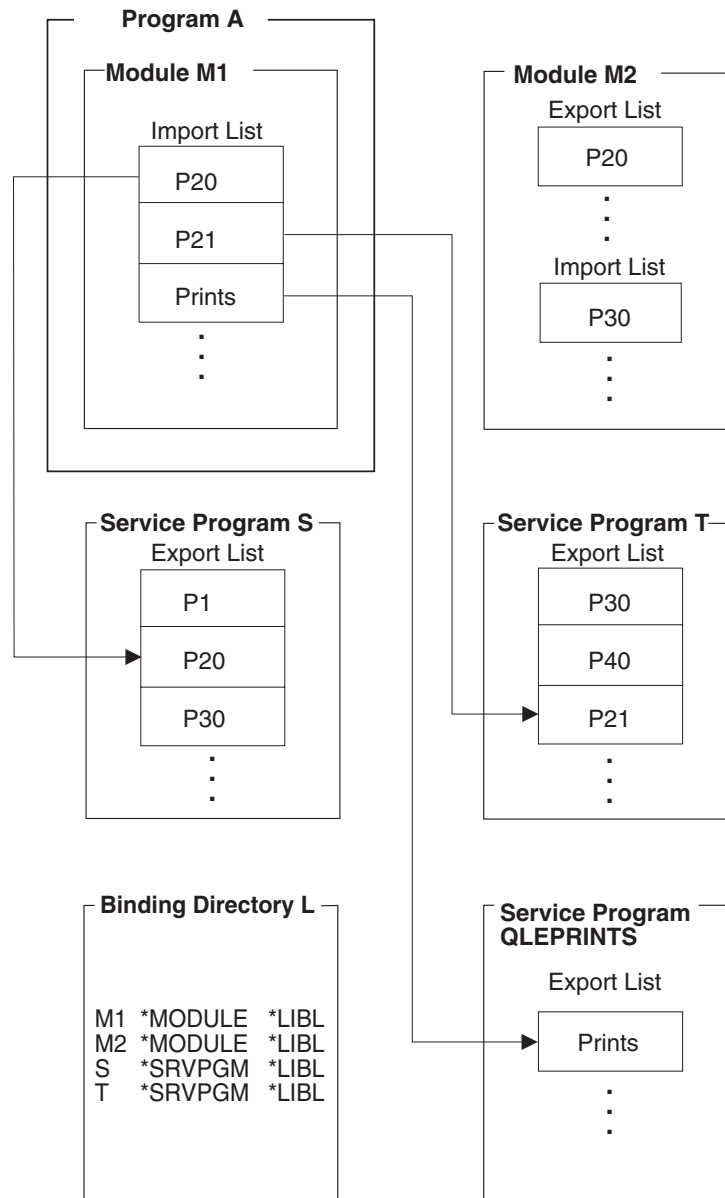 Program A
Module M1
Import List
P20
P21
Prints
Module M2
Export List
P20
Import List
P30
Service Program S
Export List
P1
P20
P30
Service Program T
Export List
P30
P40
P21
Binding Directory L
M1 *MODULE *LIBL
M2 *MODULE *LIBL
S *SRVPGM *LIBL
T *SRVPGM *LIBL
Service Program
QLEPRINTS
Export List
Prints